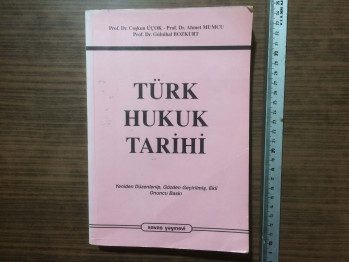 Prof. Dr. Coşkun ÜÇOK - Prof. Dr. Ahmet MUMCU
Prof. Dr. Gülnihal BOZKURT
TÜRK
HUKUK
TARİHİ
Yeniden Düzenlenip, Gözden Geçirilmiş, Ekli
Onuncu Baskı
savaş yayınevi